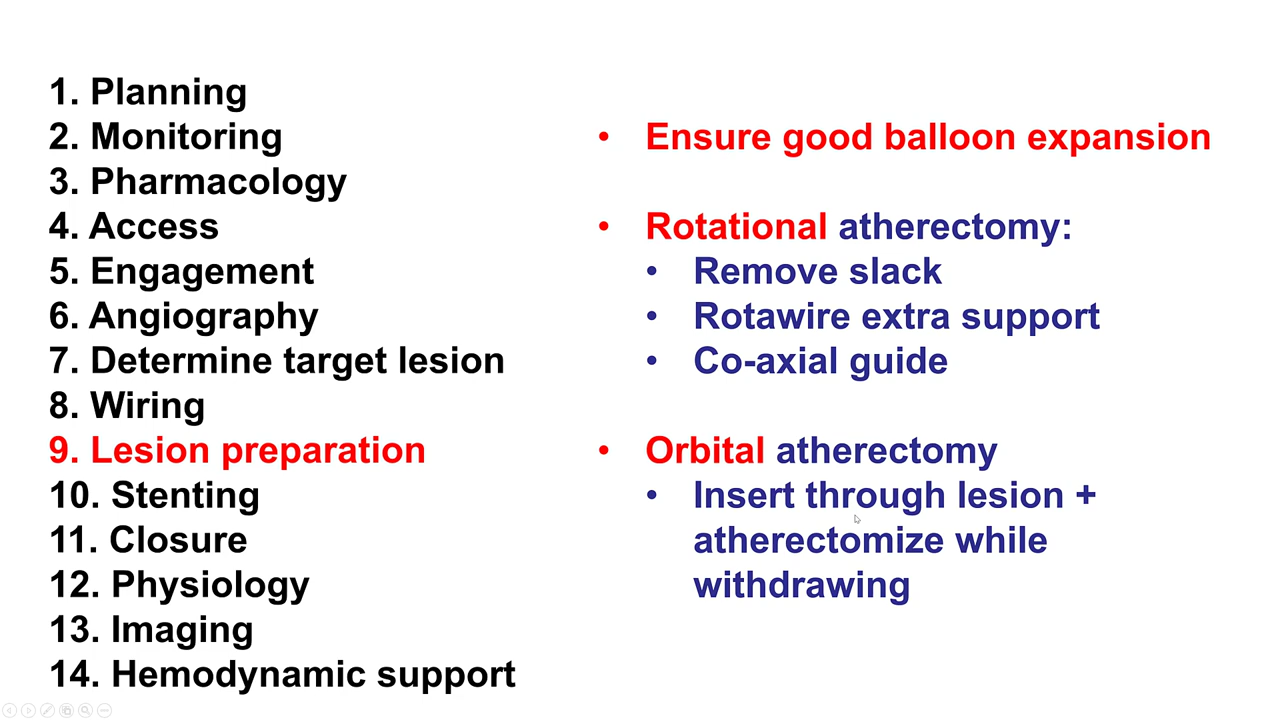 1. Planning
2. Monitoring
3. Pharmacology
4. Access
5. Engagement
6. Angiography
7. Determine target lesion
8. Wiring
9. Lesion preparation
10. Stenting
11. Closure
12. Physiology
13. Imaging
14. Hemodynamic support
• Ensure good balloon expansion
• Rotational atherectomy:
• Remove slack
• Rotawire extra support
• Co-axial guide
• Orbital atherectomy
• Insert through lesion +
atherectomize while
withdrawing